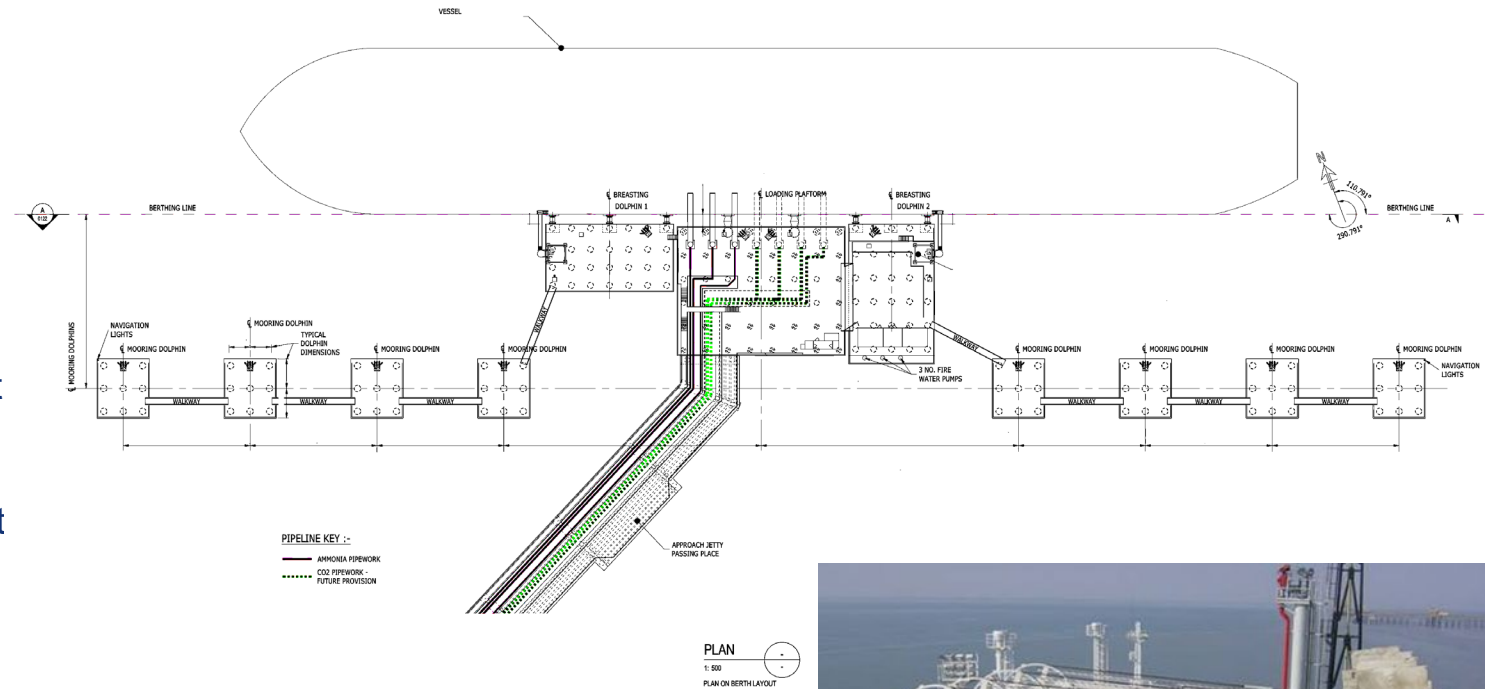 VESSEL
N
110.791°
290.791°
A
0122
BERTHING LINE
BREASTING
DOLPHIN 1
LOADING PLAFTORM
BREASTING
DOLPHIN 2
BERTHING LINE
A
MOORING DOLPHINS
NAVIGATION
LIGHTS
MOORING DOLPHIN
MOORING DOLPHIN
TYPICAL
DOLPHIN
DIMENSIONS
MOORING DOLPHIN
MOORING DOLPHIN
WALKWAY
WALKWAY
WALKWAY
WALKWAY
WALKWAY
3 NO. FIRE
WATER PUMPS
MOORING DOLPHIN
MOORING DOLPHIN
MOORING DOLPHIN
MOORING DOLPHIN
NAVIGATION
LIGHTS
WALKWAY
WALKWAY
WALKWAY
t
APPROACH JETTY
PASSING PLACE
PIPELINE KEY :-
AMMONIA PIPEWORK
CO2 PIPEWORK -
FUTURE PROVISION
PLAN
1: 500
PLAN ON BERTH LAYOUT